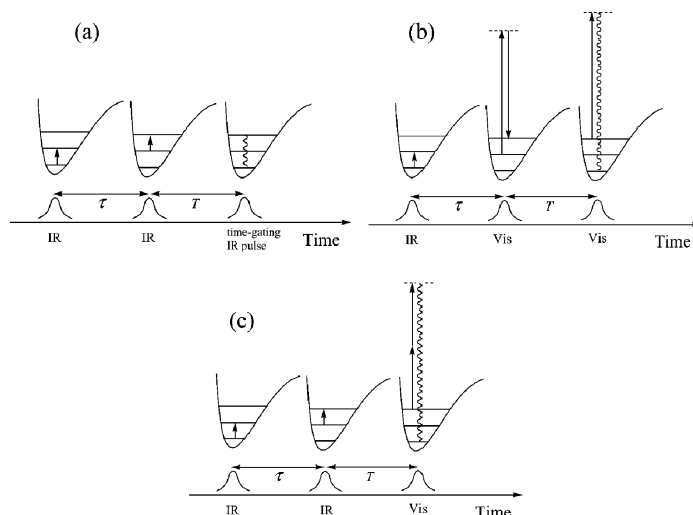 (a)
τ
T
IR
IR
time-gating
IR pulse
Time
(b)
τ
T
IR
Vis
Vis
Time
(c)
τ
T
IR
IR
Vis
Time